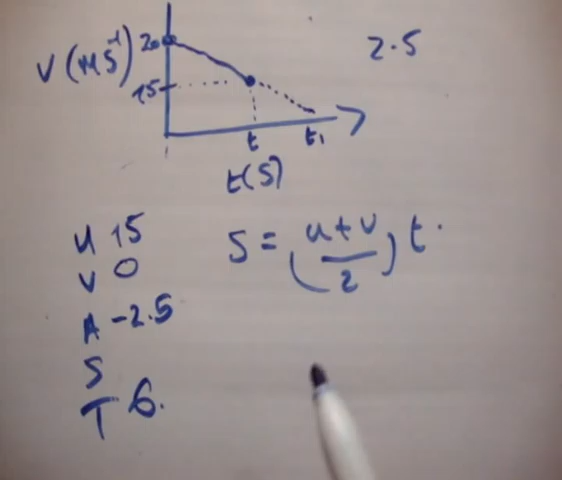 2.5
V (MS⁻¹) 20
15
t t₁
t(S)
u 15
v 0
A -2.5
S
T 6.
S = (u+v/2) t.